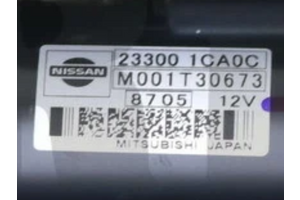 NISSAN
23300 1CA0C
M001T30673
8705 12V
MITSUBISHI JAPAN